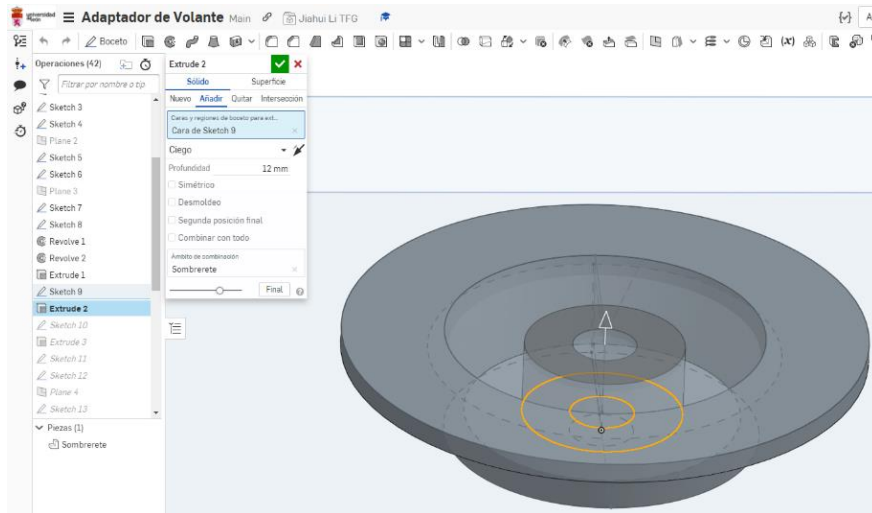 Adaptador de Volante Main Jiahui Li TFG
Boceto
Operaciones (42)
Filtrar por nombre o tip
Sketch 3
Sketch 4
Plane 2
Sketch 5
Sketch 6
Plane 3
Sketch 7
Sketch 8
Revolve 1
Revolve 2
Extrude 1
Sketch 9
Extrude 2
Sketch 10
Extrude 3
Sketch 11
Sketch 12
Plane 4
Sketch 13
Piezas (1)
Sombrerete
Extrude 2
Sólido Superficie
Nuevo Añadir Quitar Intersección
Caras y regiones de boceto para ext...
Cara de Sketch 9
Ciego
Profundidad 12 mm
Simétrico
Desmoldeo
Segunda posición final
Combinar con todo
Ámbito de combinación
Sombrerete
Final